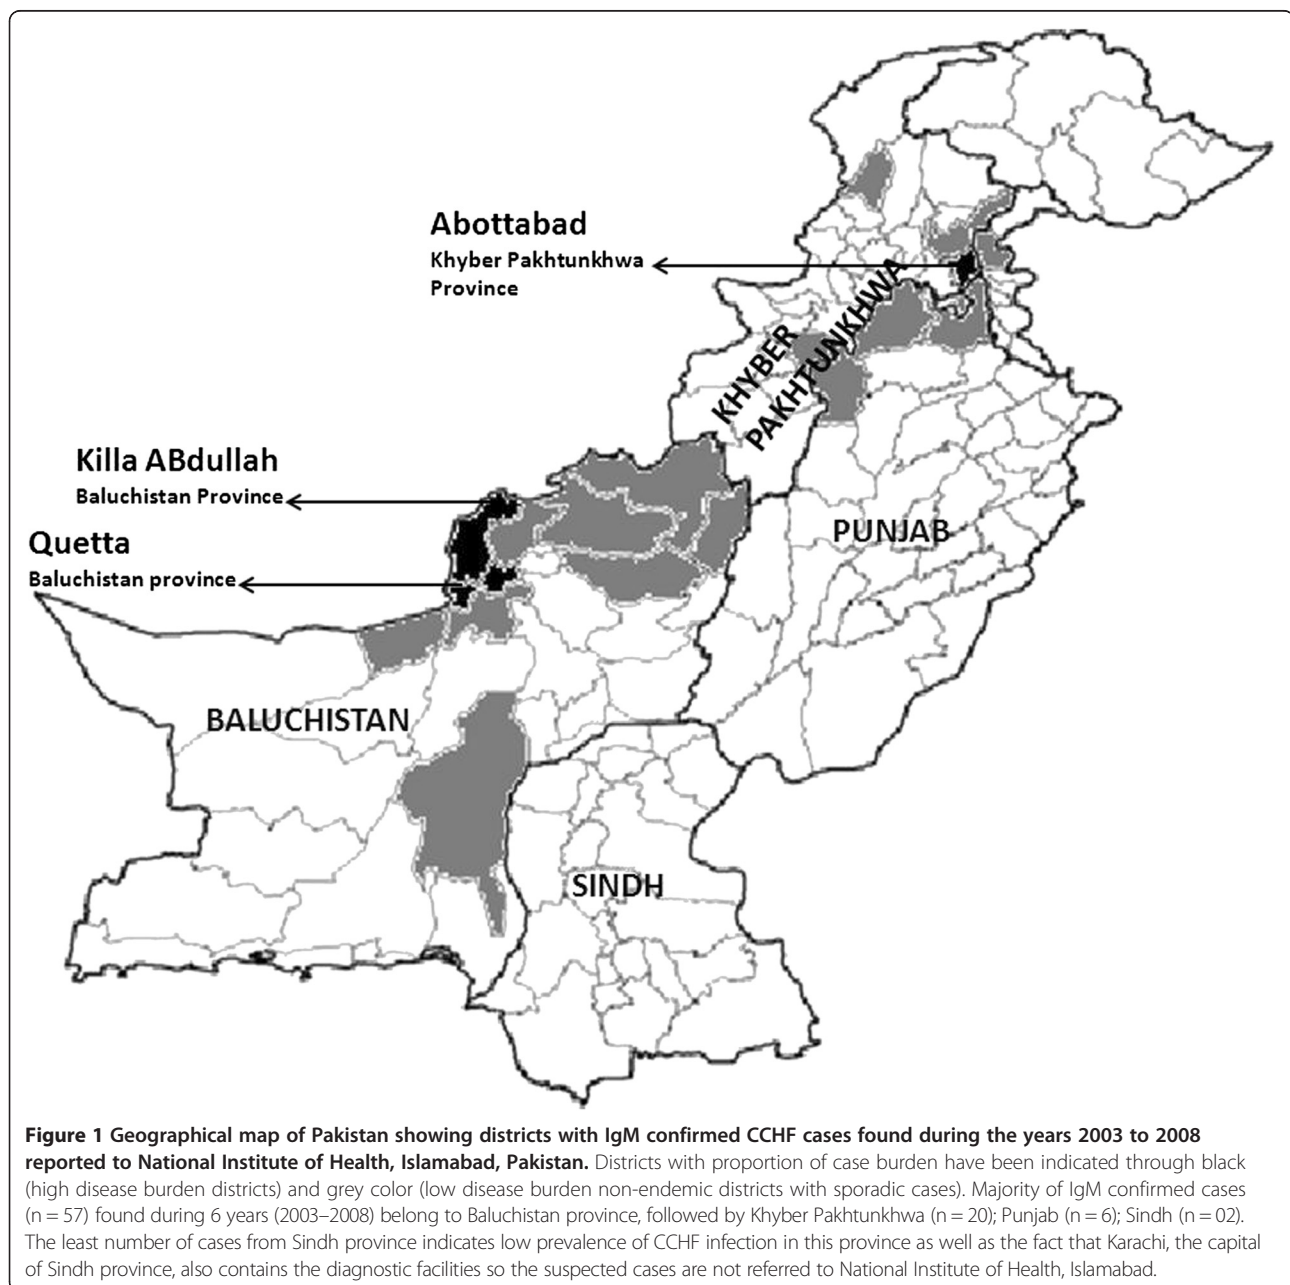 Abottabad
Khyber Pakhtunkhwa
Province
KHYBER
PAKHTUNKHWA
Killa ABdullah
Baluchistan Province
Quetta
Baluchistan province
PUNJAB
BALUCHISTAN
SINDH
Figure 1 Geographical map of Pakistan showing districts with IgM confirmed CCHF cases found during the years 2003 to 2008
reported to National Institute of Health, Islamabad, Pakistan. Districts with proportion of case burden have been indicated through black
(high disease burden districts) and grey color (low disease burden non-endemic districts with sporadic cases). Majority of IgM confirmed cases
(n = 57) found during 6 years (2003–2008) belong to Baluchistan province, followed by Khyber Pakhtunkhwa (n = 20); Punjab (n = 6); Sindh (n = 02).
The least number of cases from Sindh province indicates low prevalence of CCHF infection in this province as well as the fact that Karachi, the capital
of Sindh province, also contains the diagnostic facilities so the suspected cases are not referred to National Institute of Health, Islamabad.